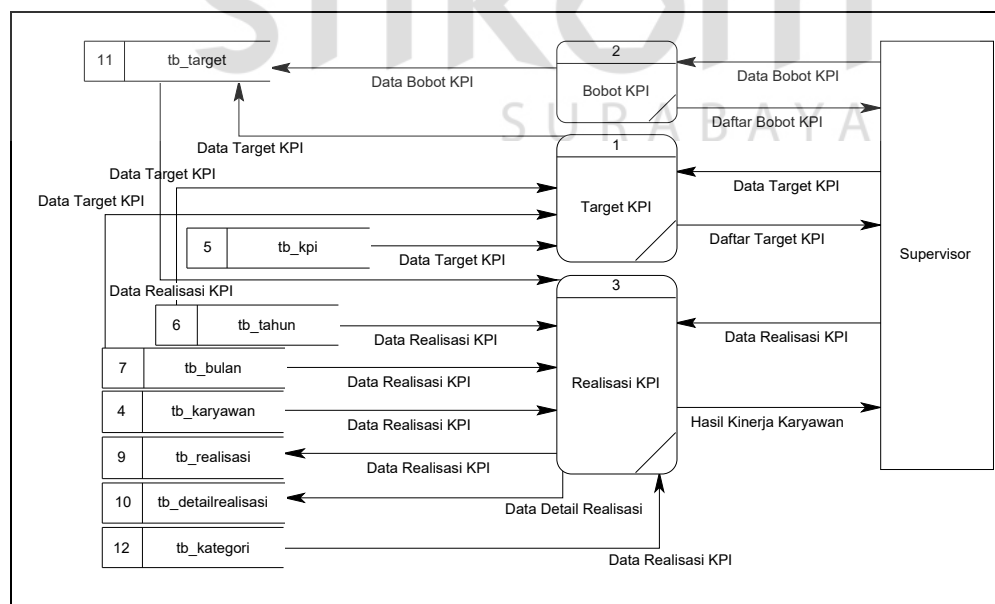 stikom
SURABAYA
11 tb_target
2
Bobot KPI
Data Bobot KPI
Data Bobot KPI
Daftar Bobot KPI
Data Target KPI
1
Target KPI
Data Target KPI
Data Target KPI
Data Target KPI
5 tb_kpi
Data Target KPI
Daftar Target KPI
Supervisor
3
Realisasi KPI
Data Realisasi KPI
6 tb_tahun
Data Realisasi KPI
Data Realisasi KPI
7 tb_bulan
Data Realisasi KPI
4 tb_karyawan
Data Realisasi KPI
Hasil Kinerja Karyawan
9 tb_realisasi
Data Realisasi KPI
10 tb_detailrealisasi
Data Detail Realisasi
12 tb_kategori
Data Realisasi KPI